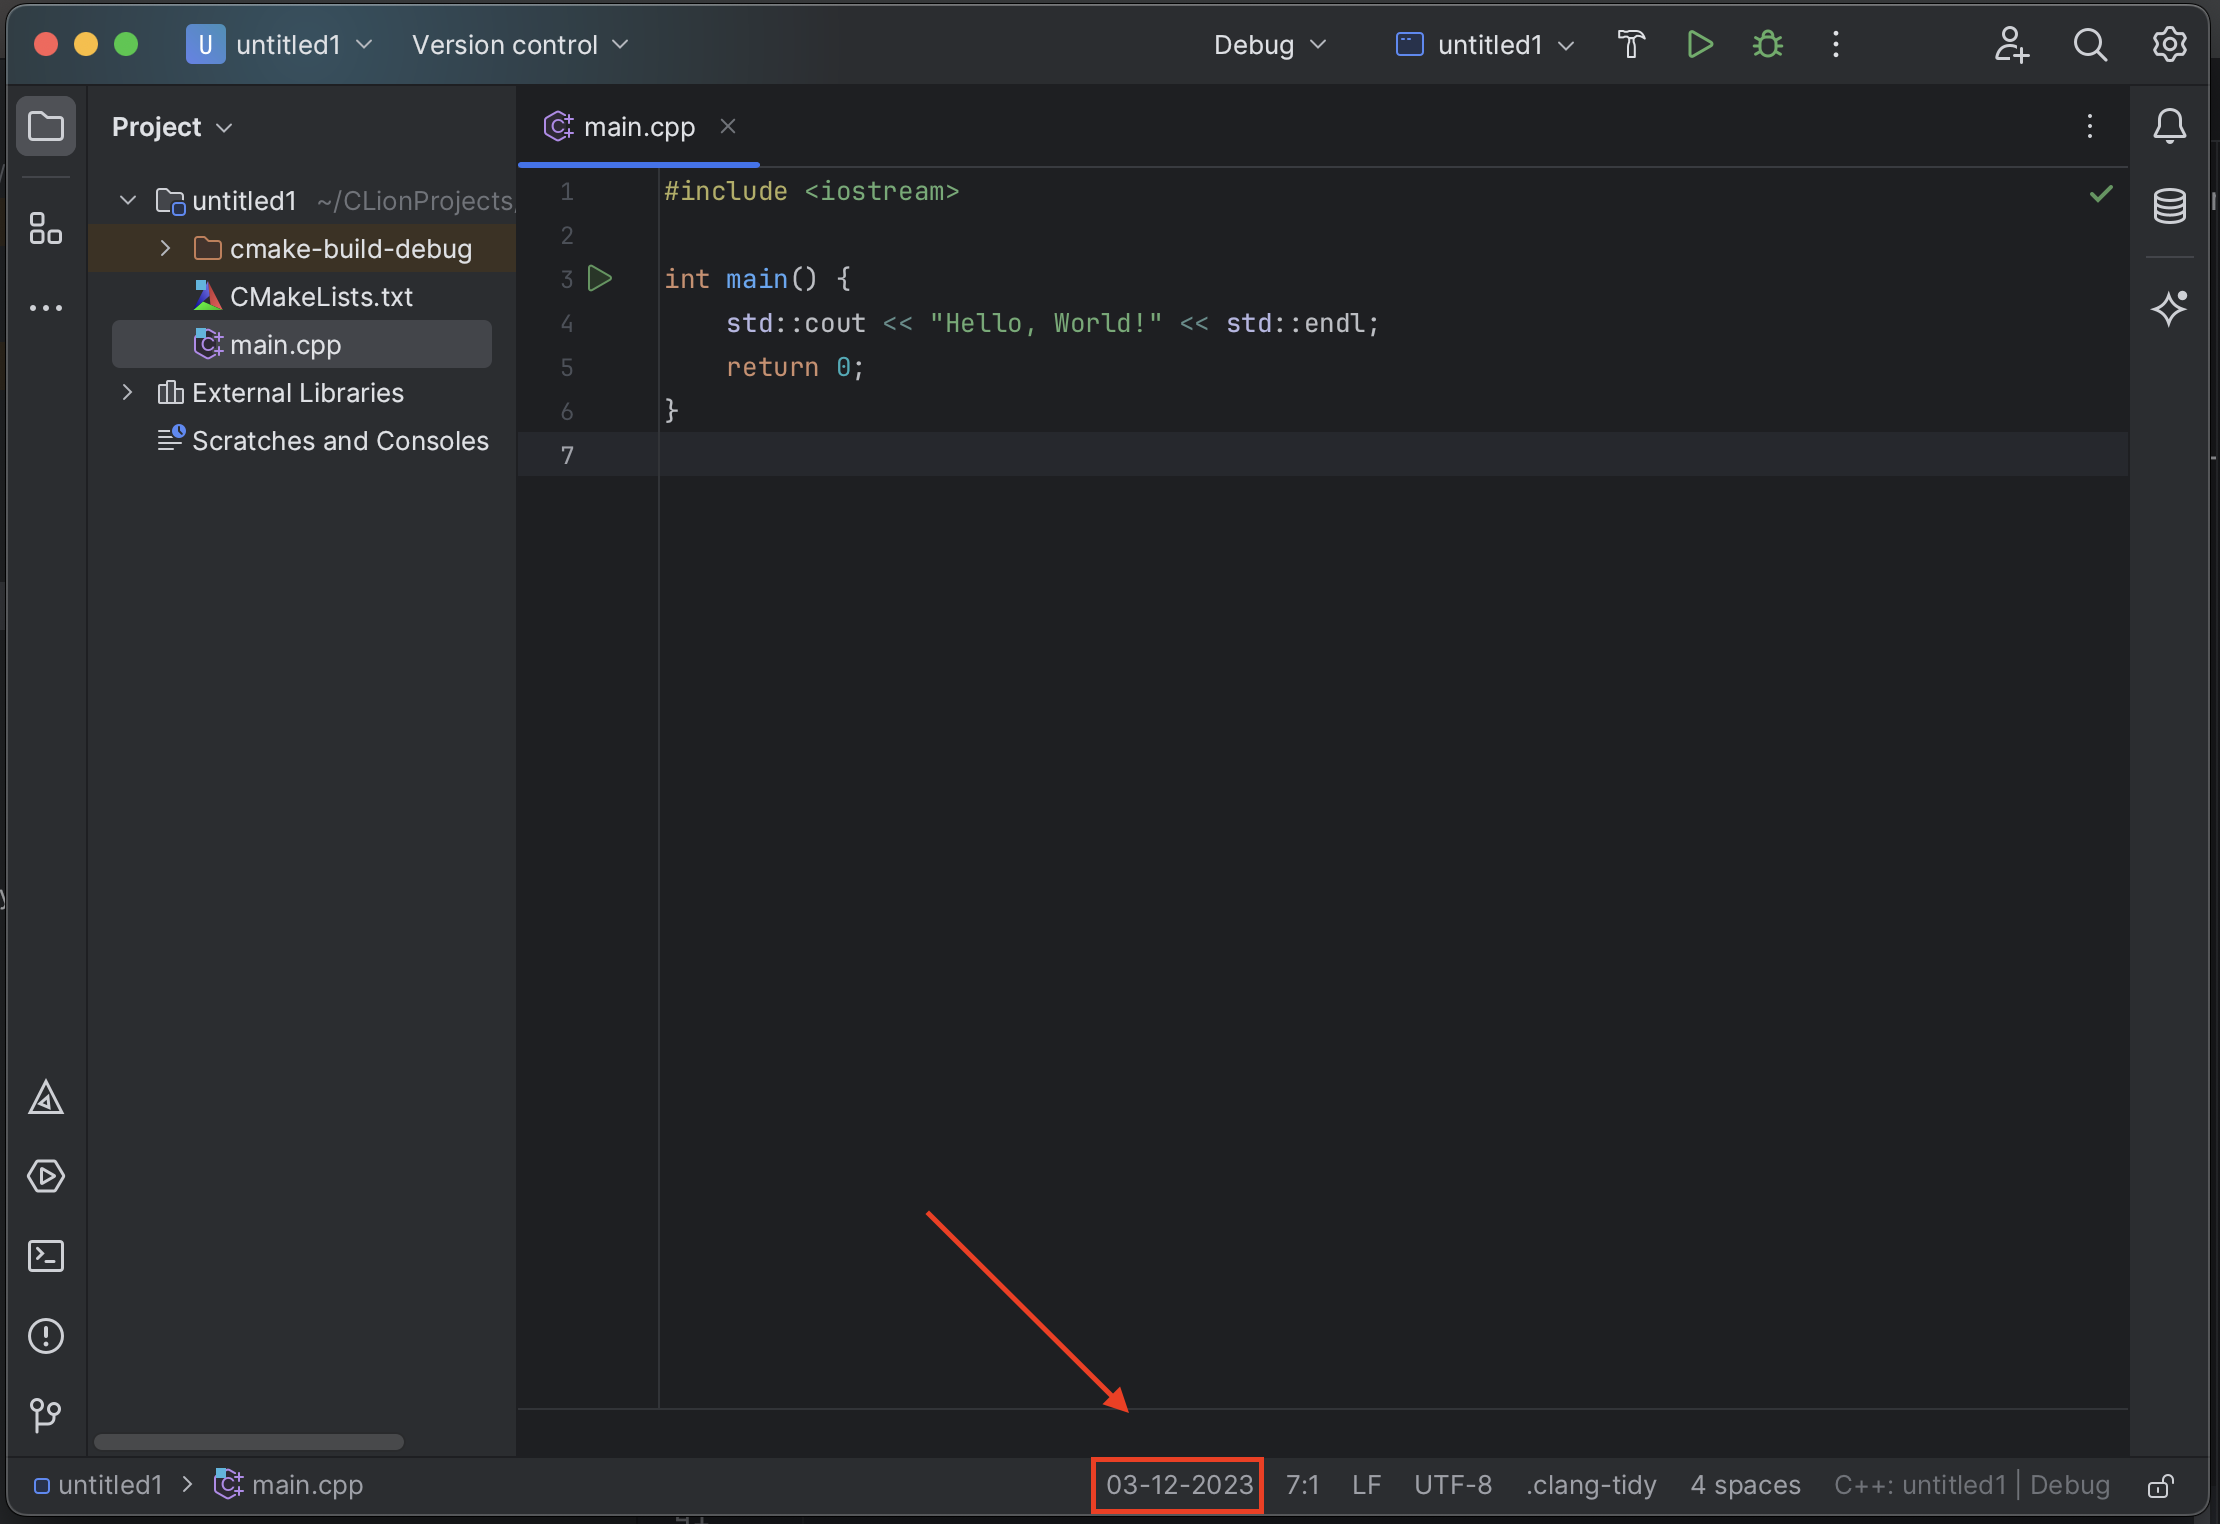 U untitled1 Version control Debug untitled1
Project
main.cpp
untitled1 ~/CLionProjects
cmake-build-debug
CMakeLists.txt
main.cpp
External Libraries
Scratches and Consoles
1 #include <iostream>
2
3 int main() {
4 std::cout << "Hello, World!" << std::endl;
5 return 0;
6 }
7
untitled1 > main.cpp 03-12-2023 7:1 LF UTF-8 .clang-tidy 4 spaces C++: untitled1 | Debug